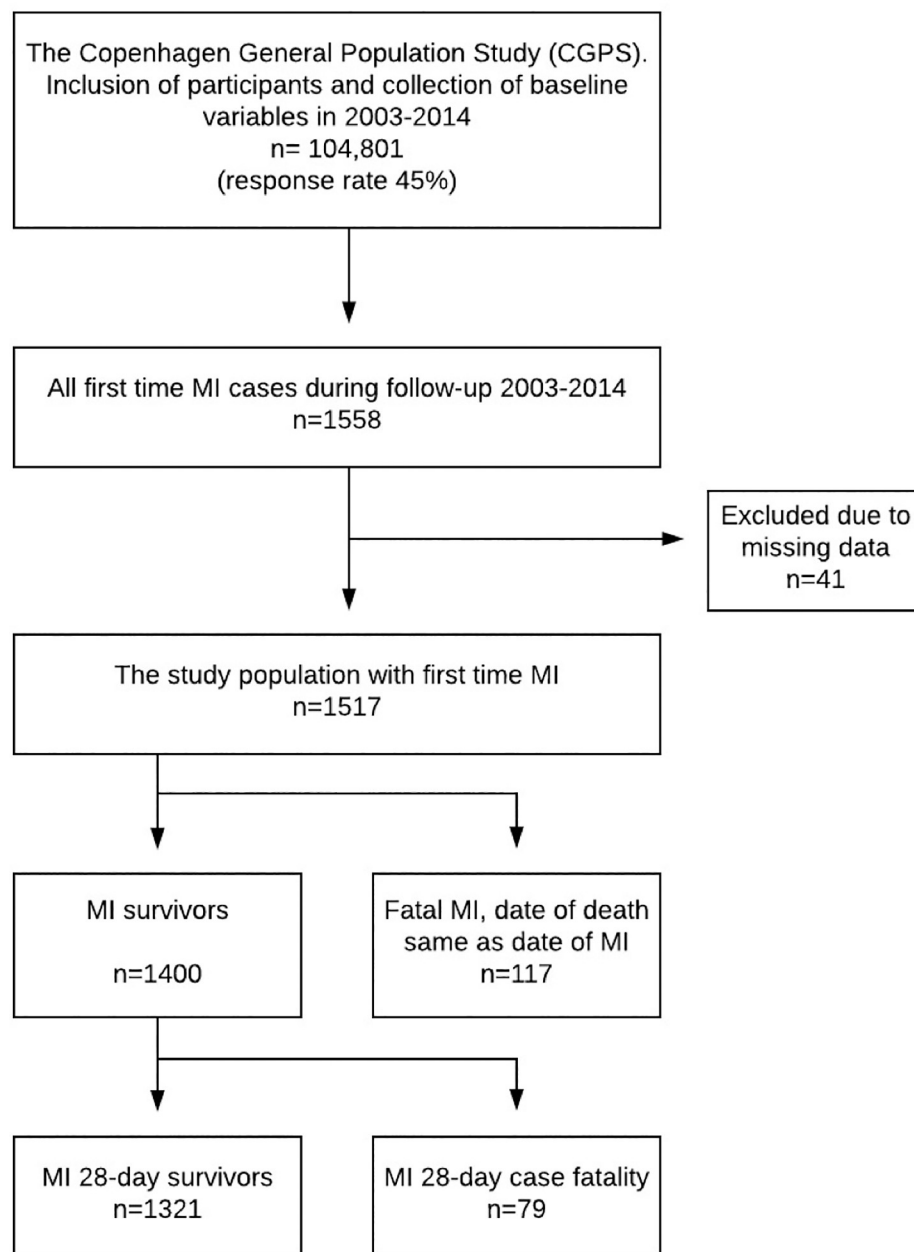 The Copenhagen General Population Study (CGPS).
Inclusion of participants and collection of baseline
variables in 2003-2014
n= 104,801
(response rate 45%)
All first time MI cases during follow-up 2003-2014
n=1558
Excluded due to
missing data
n=41
The study population with first time MI
n=1517
MI survivors
n=1400
Fatal MI, date of death
same as date of MI
n=117
MI 28-day survivors
n=1321
MI 28-day case fatality
n=79